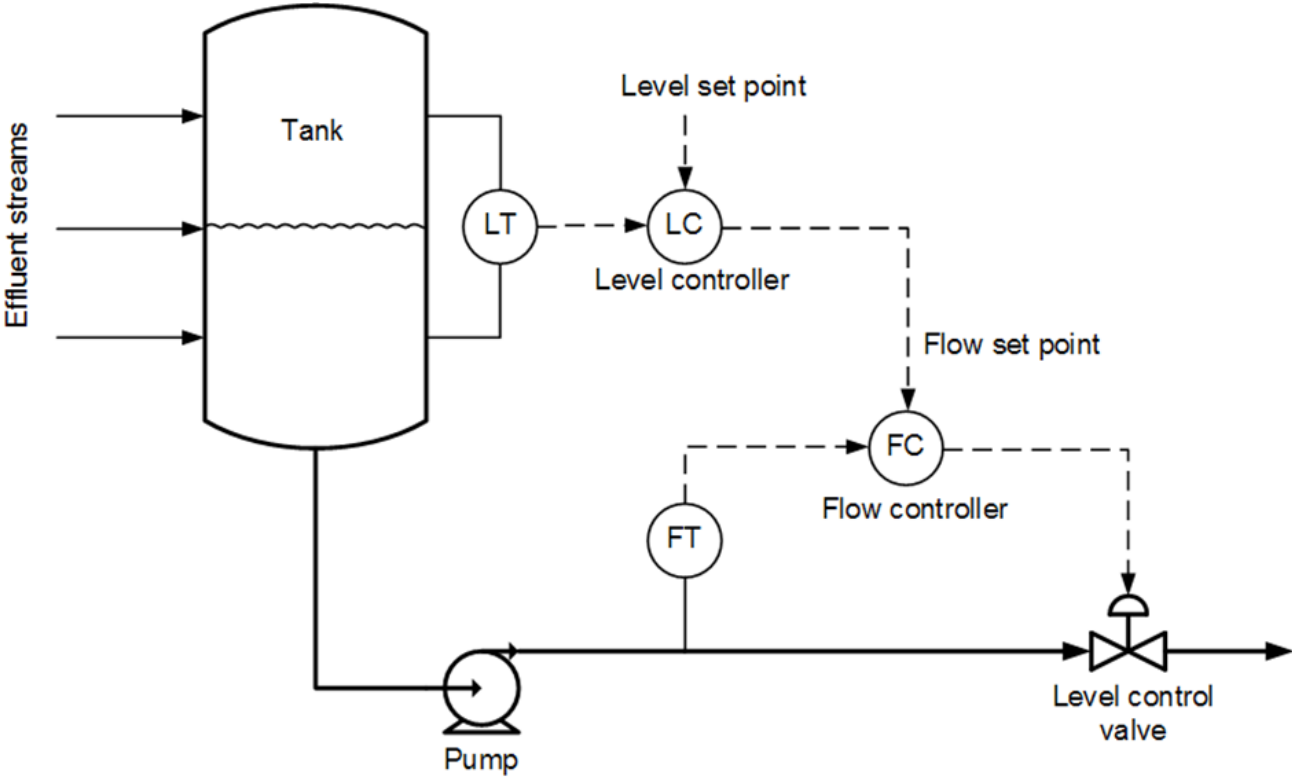 Effluent streams
Tank
Level set point
LT
LC
Level controller
Flow set point
FC
Flow controller
FT
Level control
valve
Pump